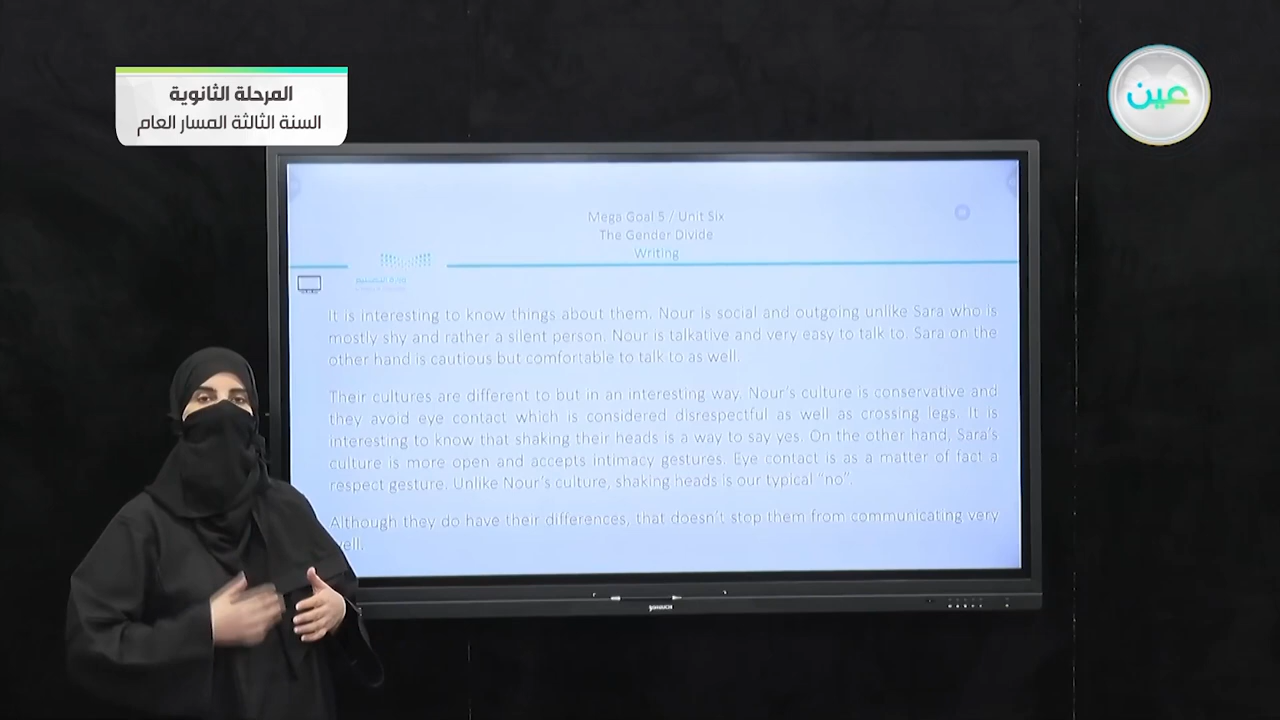 المرحلة الثانوية
السنة الثالثة المسار العام
عين
Mega Goal 5 / Unit Six
The Gender Divide
Writing
It is interesting to know things about them. Nour is social and outgoing unlike Sara who is
mostly shy and rather a silent person. Nour is talkative and very easy to talk to. Sara on the
other hand is cautious but comfortable to talk to as well.
Their cultures are different to but in an interesting way. Nour's culture is conservative and
they avoid eye contact which is considered disrespectful as well as crossing legs. It is
interesting to know that shaking their heads is a way to say yes. On the other hand, Sara's
culture is more open and accepts intimacy gestures. Eye contact is as a matter of fact a
respect gesture. Unlike Nour's culture, shaking heads is our typical “no”.
Although they do have their differences, that doesn't stop them from communicating very
well.